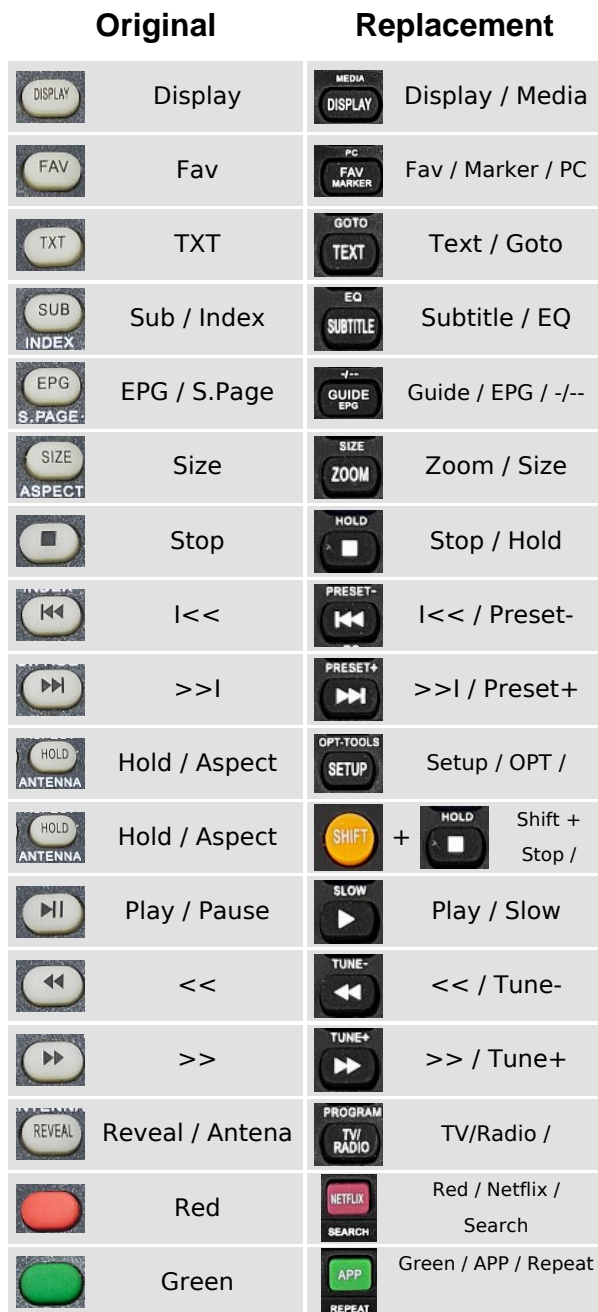 Original Replacement
DISPLAY Display MEDIA DISPLAY Display / Media
FAV Fav PC FAV MARKER Fav / Marker / PC
TXT TXT GOTO TEXT Text / Goto
SUB INDEX Sub / Index EQ SUBTITLE Subtitle / EQ
EPG S.PAGE EPG / S.Page -/-- GUIDE EPG Guide / EPG / -/--
SIZE ASPECT Size SIZE ZOOM Zoom / Size
Stop HOLD Stop / Hold
I<< PRESET- I<< / Preset-
>>I PRESET+ >>I / Preset+
HOLD ANTENNA Hold / Aspect OPT-TOOLS SETUP Setup / OPT /
HOLD ANTENNA Hold / Aspect SHIFT + HOLD Shift +
Stop /
Play / Pause SLOW Play / Slow
<< TUNE- << / Tune-
>> TUNE+ >> / Tune+
REVEAL Reveal / Antena PROGRAM TV/ RADIO TV/Radio /
Red NETFLIX SEARCH Red / Netflix /
Search
Green APP REPEAT Green / APP / Repeat